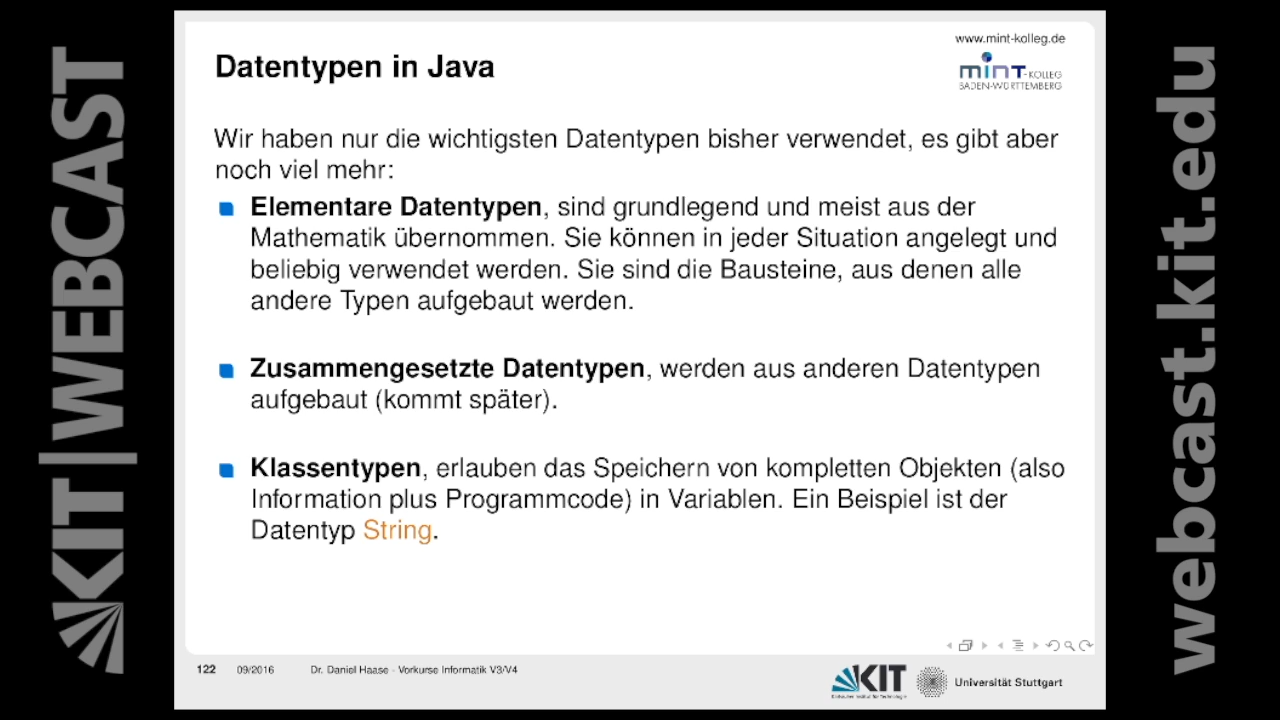 KIT | WEBCAST
www.mint-kolleg.de
Datentypen in Java
mint-KOLLEG
BADEN-WÜRTTEMBERG
Wir haben nur die wichtigsten Datentypen bisher verwendet, es gibt aber
noch viel mehr:
Elementare Datentypen, sind grundlegend und meist aus der
Mathematik übernommen. Sie können in jeder Situation angelegt und
beliebig verwendet werden. Sie sind die Bausteine, aus denen alle
andere Typen aufgebaut werden.
Zusammengesetzte Datentypen, werden aus anderen Datentypen
aufgebaut (kommt später).
Klassentypen, erlauben das Speichern von kompletten Objekten (also
Information plus Programmcode) in Variablen. Ein Beispiel ist der
Datentyp String.
122 09/2016 Dr. Daniel Haase - Vorkurse Informatik V3/V4
KIT
Karlsruher Institut für Technologie
Universität Stuttgart
webcast.kit.edu